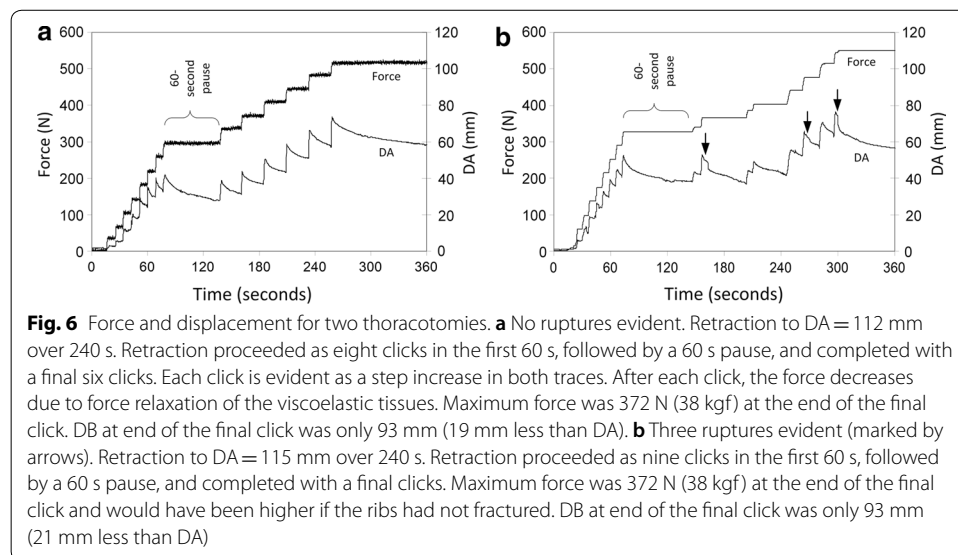 a
600
500
400
300
200
100
0
Force (N)
60-
second
pause
Force
DA
120
100
80
60
40
20
0
DA (mm)
0 60 120 180 240 300 360
Time (seconds)
b
600
500
400
300
200
100
0
Force (N)
60-
second
pause
Force
DA
120
100
80
60
40
20
0
DA (mm)
0 60 120 180 240 300 360
Time (seconds)
Fig. 6 Force and displacement for two thoracotomies. a No ruptures evident. Retraction to DA = 112 mm
over 240 s. Retraction proceeded as eight clicks in the first 60 s, followed by a 60 s pause, and completed with
a final six clicks. Each click is evident as a step increase in both traces. After each click, the force decreases
due to force relaxation of the viscoelastic tissues. Maximum force was 372 N (38 kgf) at the end of the final
click. DB at end of the final click was only 93 mm (19 mm less than DA). b Three ruptures evident (marked by
arrows). Retraction to DA = 115 mm over 240 s. Retraction proceeded as nine clicks in the first 60 s, followed
by a 60 s pause, and completed with a final clicks. Maximum force was 372 N (38 kgf) at the end of the final
click and would have been higher if the ribs had not fractured. DB at end of the final click was only 93 mm
(21 mm less than DA)